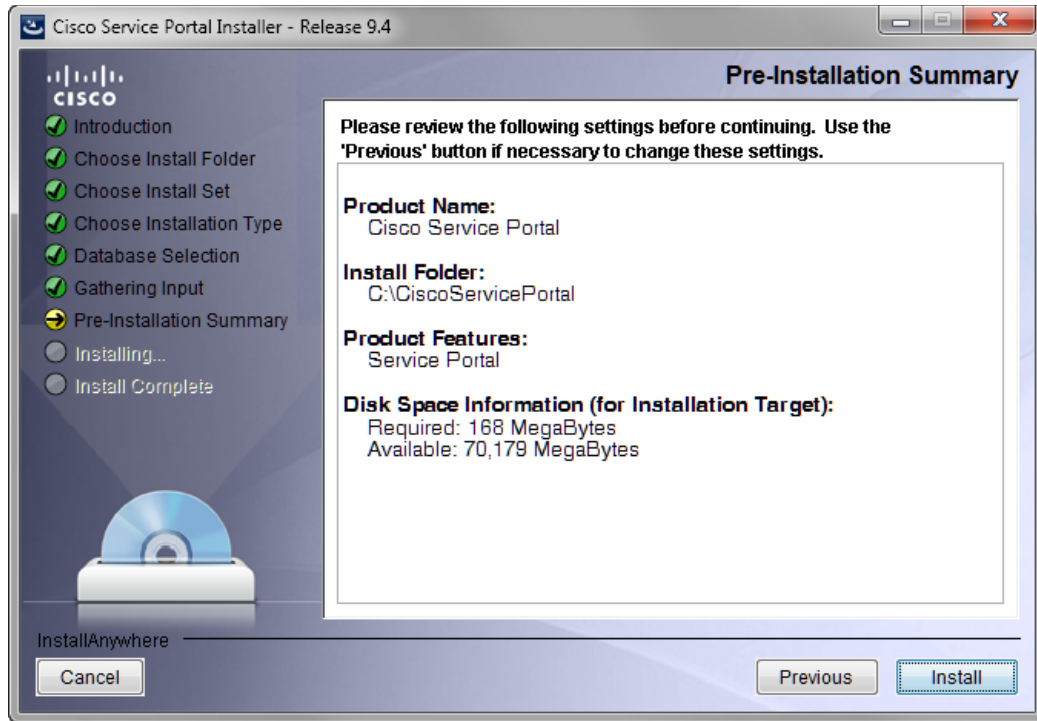 Cisco Service Portal Installer - Release 9.4
CISCO
Pre-Installation Summary
Introduction
Choose Install Folder
Choose Install Set
Choose Installation Type
Database Selection
Gathering Input
Pre-Installation Summary
Installing...
Install Complete
Please review the following settings before continuing. Use the
'Previous' button if necessary to change these settings.
Product Name:
Cisco Service Portal
Install Folder:
C:\CiscoServicePortal
Product Features:
Service Portal
Disk Space Information (for Installation Target):
Required: 168 MegaBytes
Available: 70,179 MegaBytes
InstallAnywhere
Cancel
Previous
Install